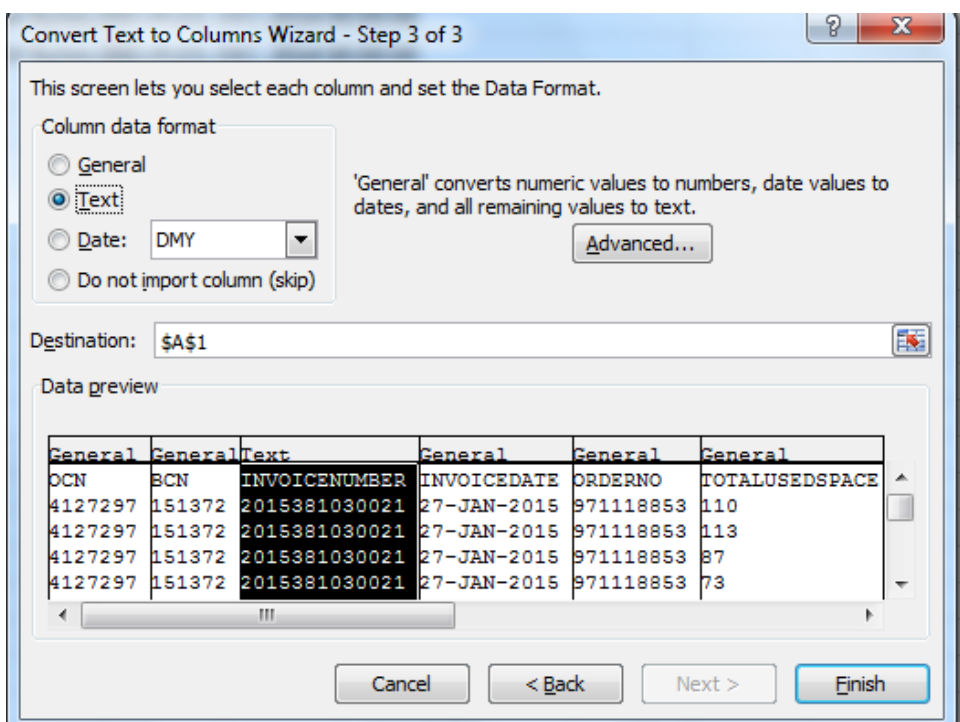 Convert Text to Columns Wizard - Step 3 of 3
This screen lets you select each column and set the Data Format.
Column data format
General
Text
Date: DMY
Do not import column (skip)
'General' converts numeric values to numbers, date values to
dates, and all remaining values to text.
Advanced...
Destination: $A$1
Data preview
General General Text General General General
OCN BCN INVOICENUMBER INVOICEDATE ORDERNO TOTALUSEDSPACE
4127297 151372 2015381030021 27-JAN-2015 971118853 110
4127297 151372 2015381030021 27-JAN-2015 971118853 113
4127297 151372 2015381030021 27-JAN-2015 971118853 87
4127297 151372 2015381030021 27-JAN-2015 971118853 73
Cancel < Back Next > Finish